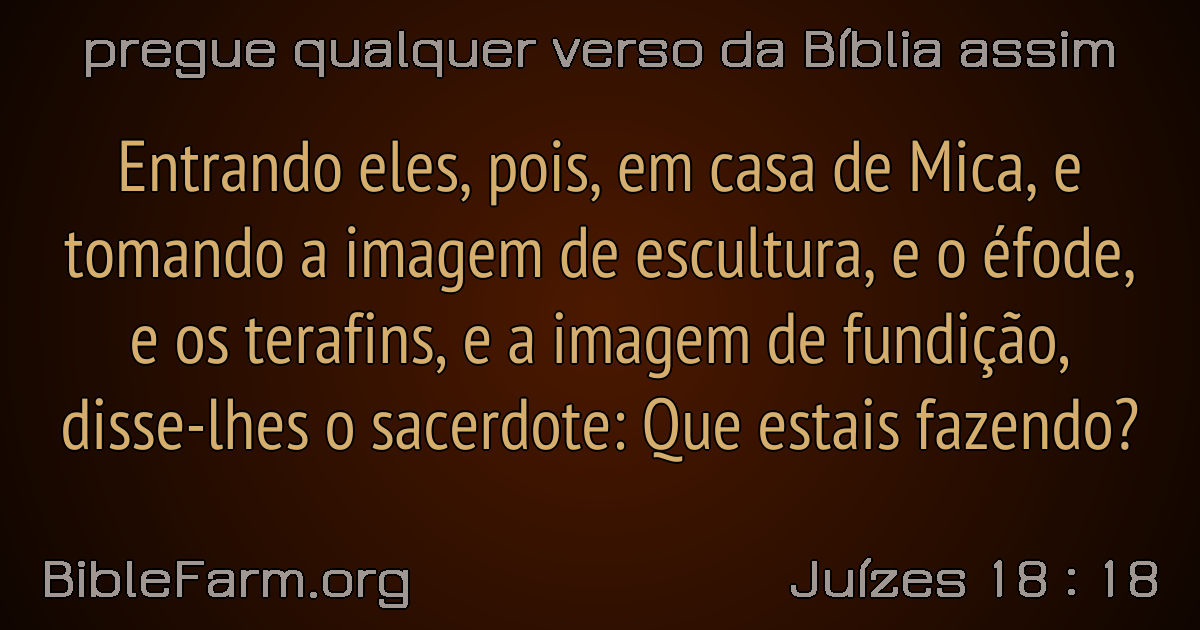 pregue qualquer verso da Bíblia assim
Entrando eles, pois, em casa de Mica, e
tomando a imagem de escultura, e o éfode,
e os terafins, e a imagem de fundição,
disse-lhes o sacerdote: Que estais fazendo?
BibleFarm.org
Juízes 18 : 18